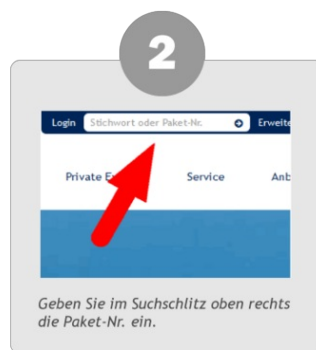 2
Login Stichwort oder Paket-Nr. Erweite
Private Service Anb
Geben Sie im Suchschlitz oben rechts
die Paket-Nr. ein.